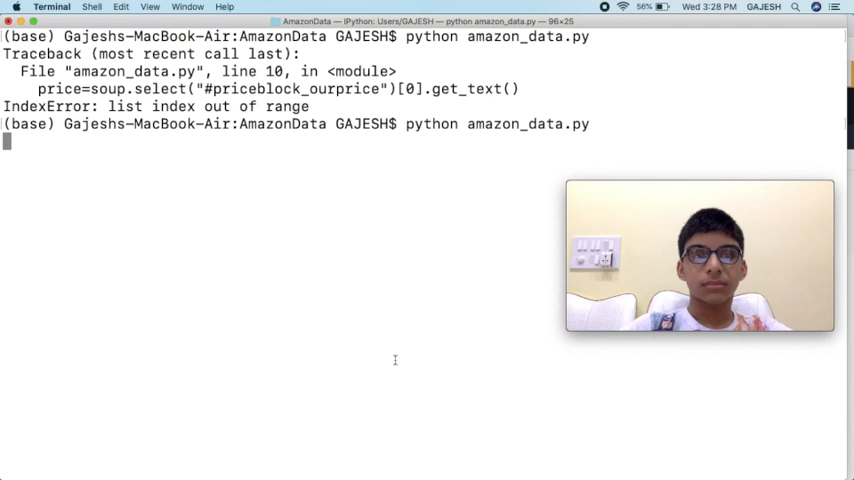 Terminal Shell Edit View Window Help 56% Wed 3:28 PM GAJESH
AmazonData — IPython: Users/GAJESH — python amazon_data.py — 96×25
(base) Gajeshs-MacBook-Air:AmazonData GAJESH$ python amazon_data.py
Traceback (most recent call last):
  File "amazon_data.py", line 10, in <module>
    price=soup.select("#priceblock_ourprice")[0].get_text()
IndexError: list index out of range
(base) Gajeshs-MacBook-Air:AmazonData GAJESH$ python amazon_data.py